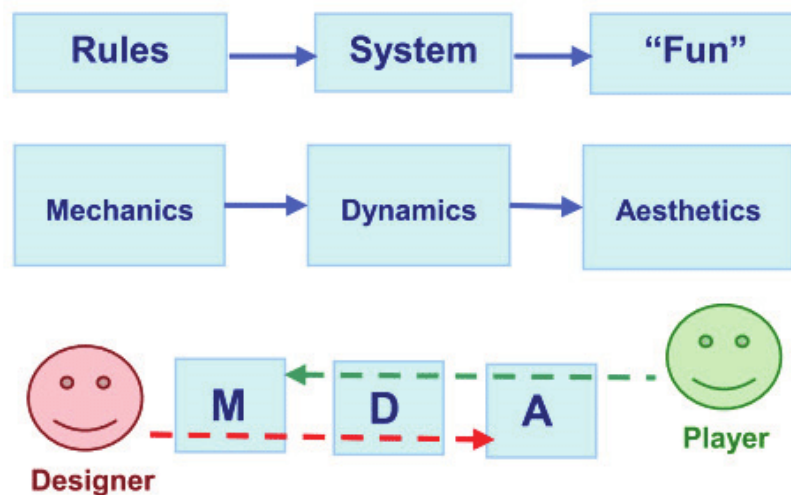 Rules
System
“Fun”
Mechanics
Dynamics
Aesthetics
M
D
A
Designer
Player